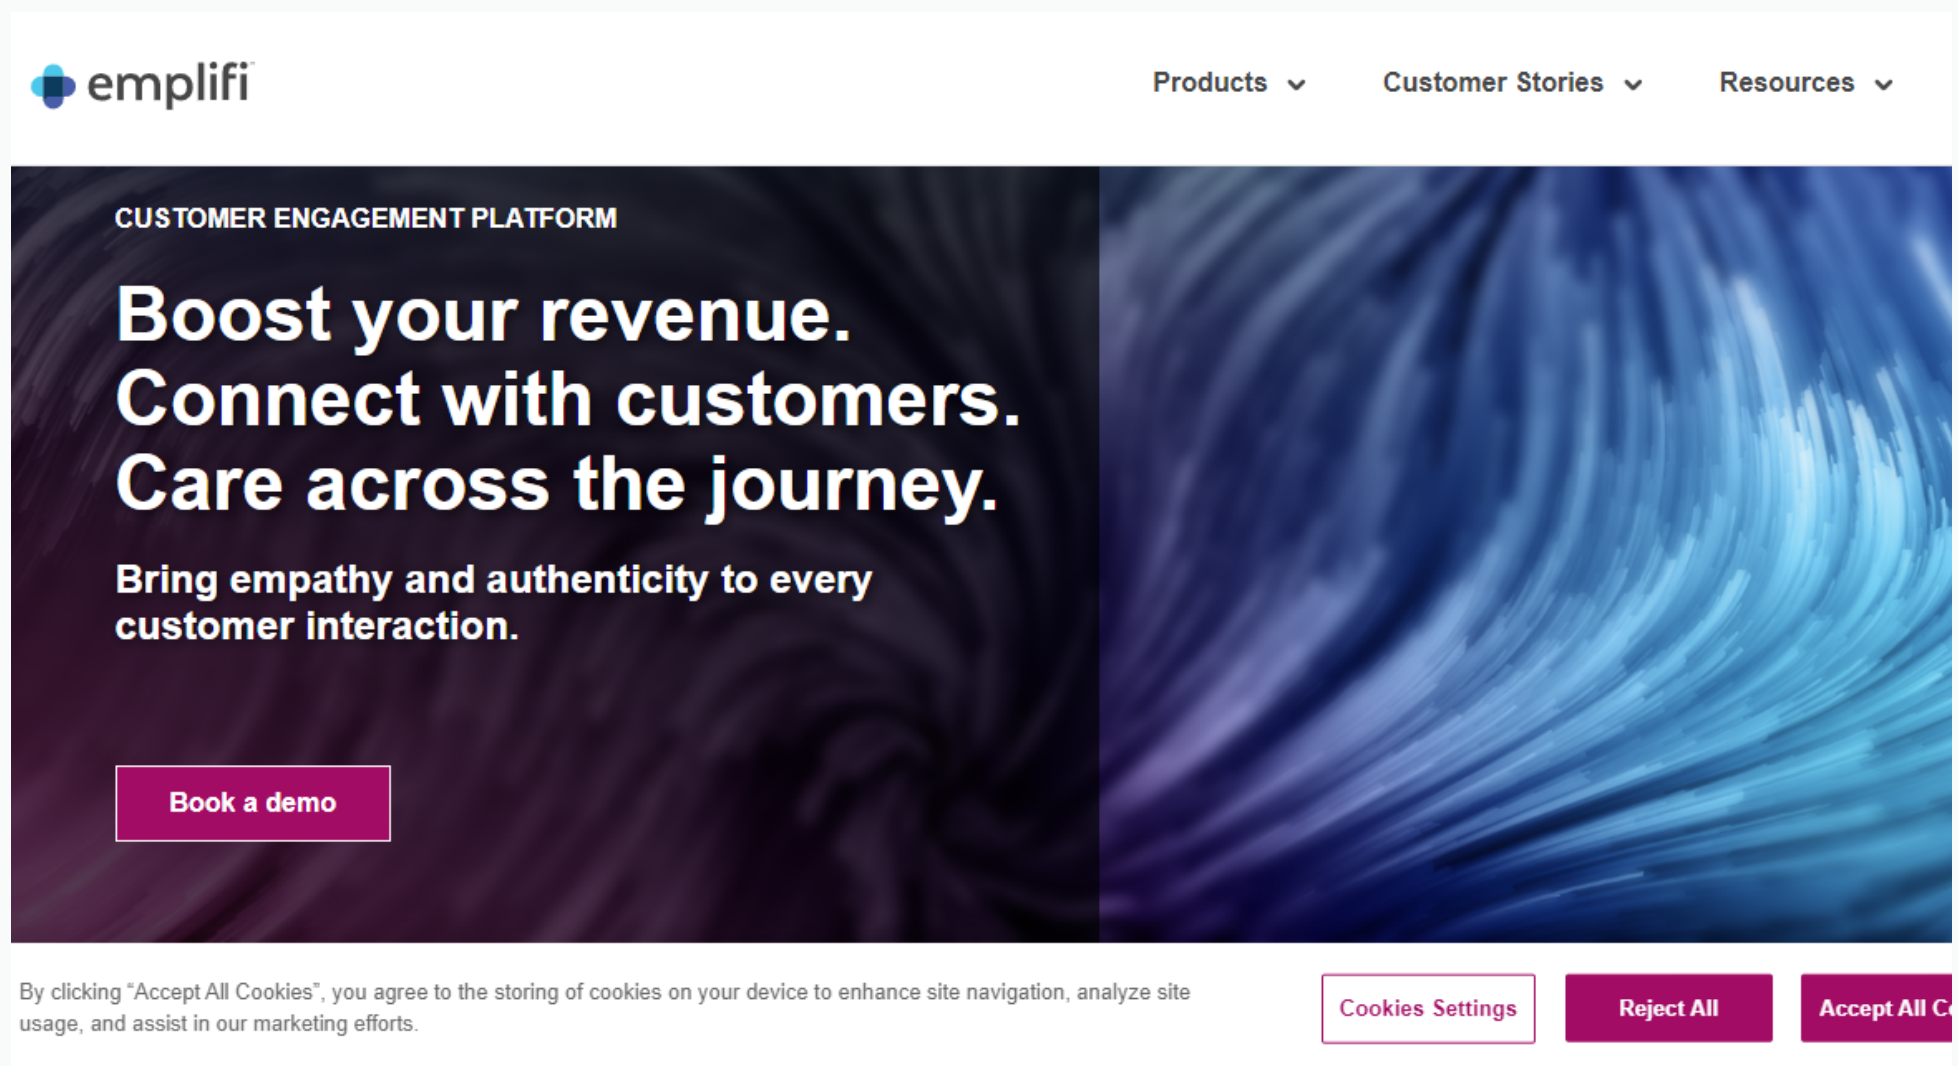 emplifi
Products
Customer Stories
Resources
CUSTOMER ENGAGEMENT PLATFORM
Boost your revenue.
Connect with customers.
Care across the journey.
Bring empathy and authenticity to every
customer interaction.
Book a demo
By clicking “Accept All Cookies”, you agree to the storing of cookies on your device to enhance site navigation, analyze site
usage, and assist in our marketing efforts.
Cookies Settings
Reject All
Accept All